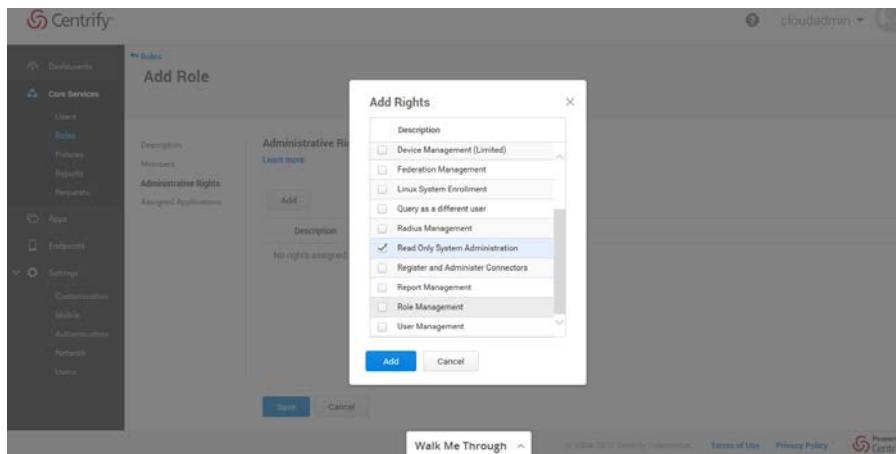 Centrify
cloudadmin
Dashboards
Core Services
Users
Roles
Policies
Reports
Requests
Apps
Endpoints
Settings
Customization
Mobile
Authentication
Network
Users
Roles
Add Role
Description
Members
Administrative Rights
Assigned Applications
Administrative Ri
Learn more
Add
Description
No rights assigned
Save
Cancel
Add Rights
Description
Device Management (Limited)
Federation Management
Linux System Enrollment
Query as a different user
Radius Management
Read Only System Administration
Register and Administer Connectors
Report Management
Role Management
User Management
Add
Cancel
Walk Me Through
© 2004-2017 Centrify Corporation.
Terms of Use
Privacy Policy